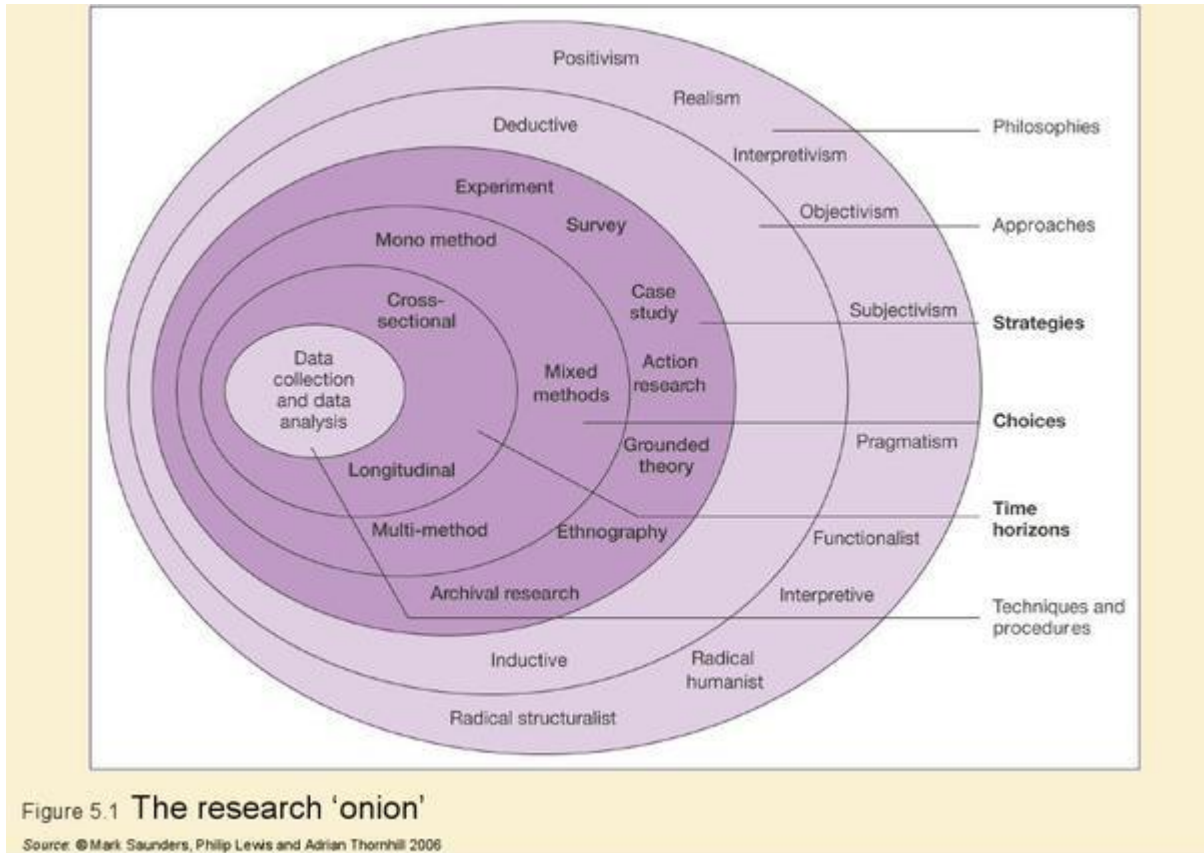 Positivism
Realism
Philosophies
Deductive
Interpretivism
Experiment
Objectivism
Survey
Approaches
Mono method
Case
study
Cross-
sectional
Subjectivism
Strategies
Data
collection
and data
analysis
Mixed
methods
Action
research
Choices
Grounded
theory
Pragmatism
Longitudinal
Time
horizons
Multi-method
Ethnography
Functionalist
Archival research
Interpretive
Techniques and
procedures
Inductive
Radical
humanist
Radical structuralist
Figure 5.1 The research ‘onion’
Source: © Mark Saunders, Philip Lewis and Adrian Thornhill 2006